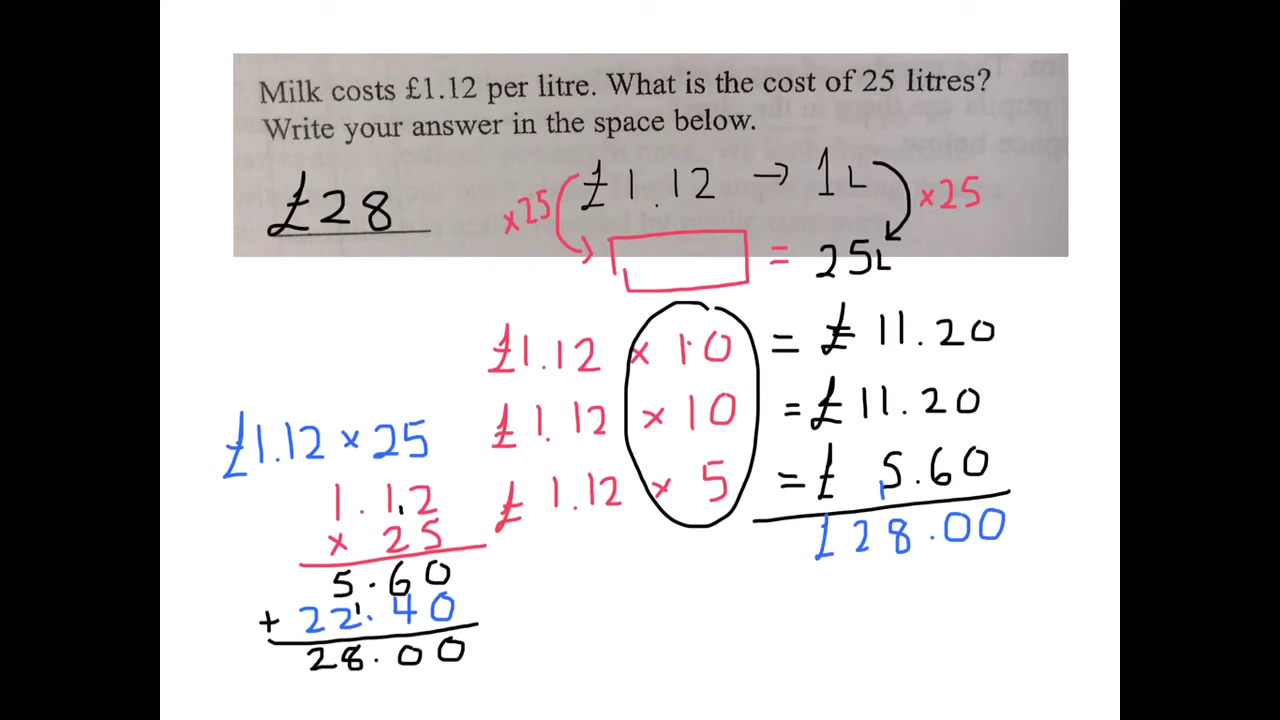 Milk costs £1.12 per litre. What is the cost of 25 litres?
Write your answer in the space below.
£28
£1.12 → 1L
×25
×25
= 25L
£1.12 × 10 = £11.20
£1.12 × 10 = £11.20
£1.12 × 5 = £5.60
£28.00
£1.12 × 25
1.12
× 25
5.60
+ 22.40
28.00